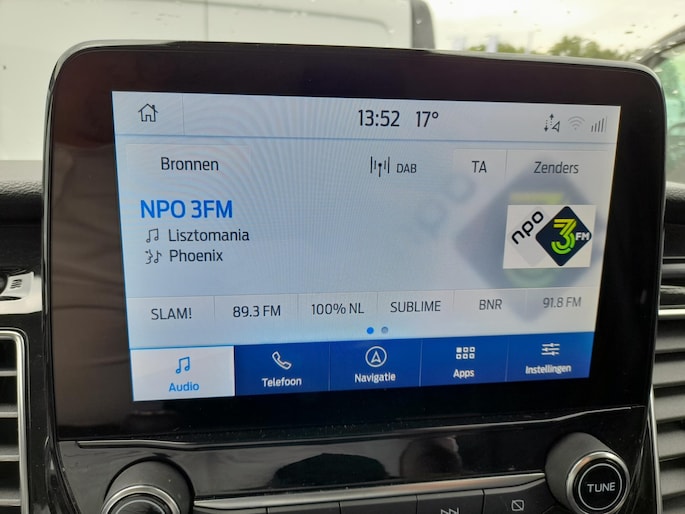 13:52 17°
Bronnen DAB TA Zenders
NPO 3FM
Lisztomania
Phoenix
npo 3FM
SLAM! 89.3 FM 100% NL SUBLIME BNR 91.8 FM
Audio Telefoon Navigatie Apps Instellingen
TUNE